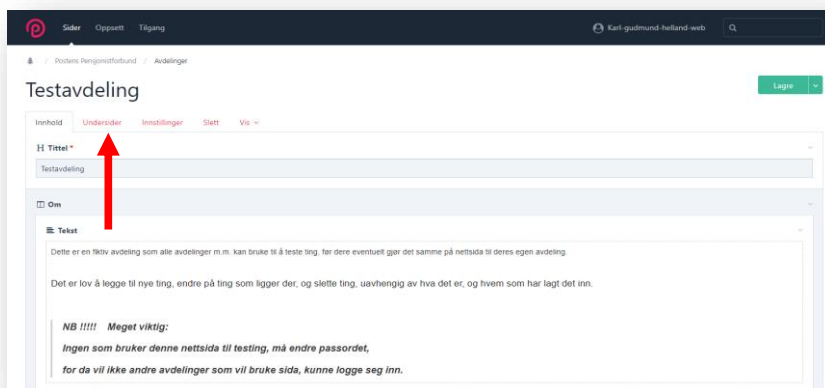 Sider Oppsett Tilgang Karl-gudmund-helland-web
/ Postens Pensjonistforbund / Avdelinger
Testavdeling
Lagre
Innhold Undersider Innstillinger Slett Vis
Tittel *
Testavdeling
Om
Tekst
Dette er en fiktiv avdeling som alle avdelinger m.m. kan bruke til å teste ting, før dere eventuelt gjør det samme på nettsida til deres egen avdeling.
Det er lov å legge til nye ting, endre på ting som ligger der, og slette ting, uavhengig av hva det er, og hvem som har lagt det inn.
NB !!!!! Meget viktig:
Ingen som bruker denne nettsida til testing, må endre passordet,
for da vil ikke andre avdelinger som vil bruke sida, kunne logge seg inn.